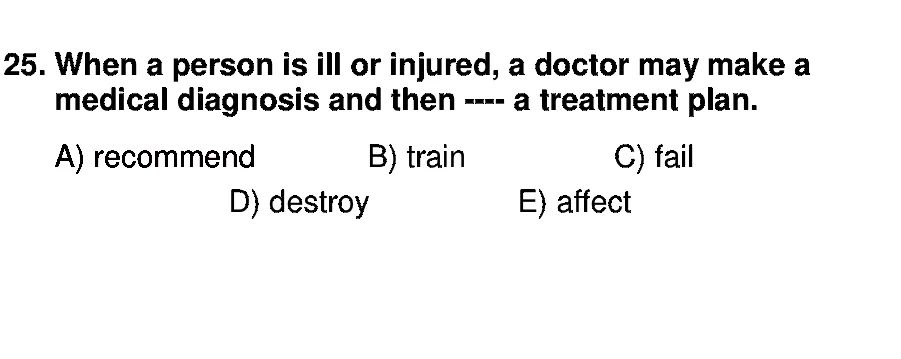 25. When a person is ill or injured, a doctor may make a
medical diagnosis and then ---- a treatment plan.
A) recommend B) train C) fail
D) destroy E) affect